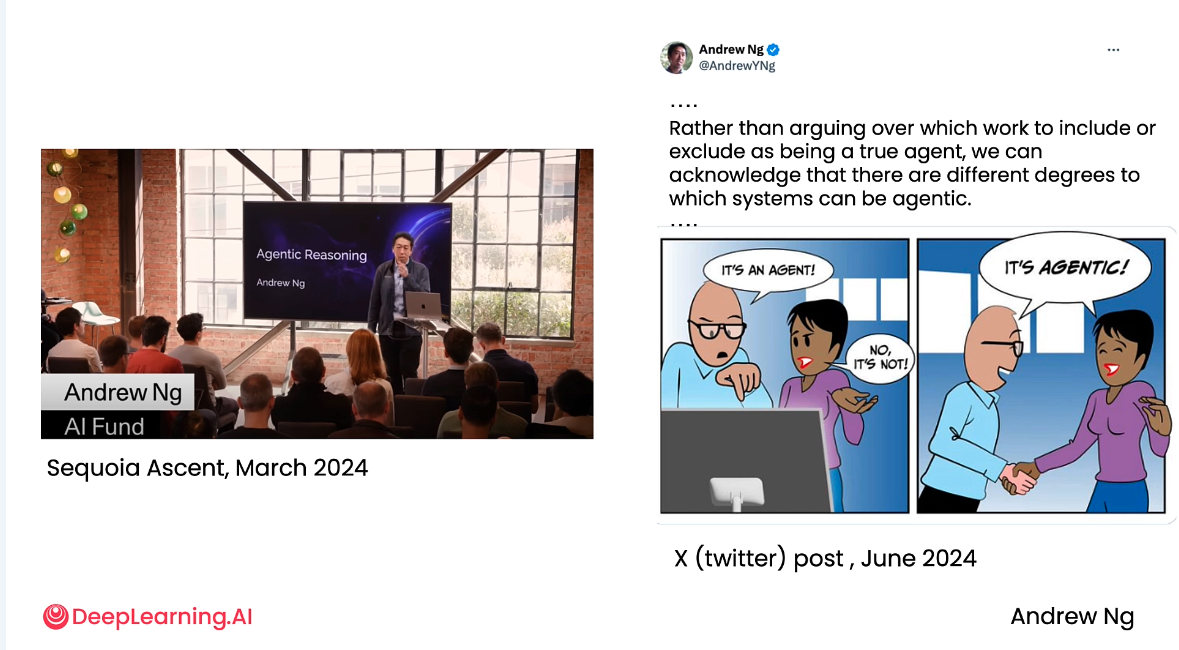 Agentic Reasoning
Andrew Ng
Andrew Ng
AI Fund
Sequoia Ascent, March 2024
Andrew Ng
@AndrewYNg
...
....
Rather than arguing over which work to include or
exclude as being a true agent, we can
acknowledge that there are different degrees to
which systems can be agentic.
....
IT'S AN AGENT!
NO,
IT'S NOT!
IT'S AGENTIC!
X (twitter) post , June 2024
DeepLearning.AI
Andrew Ng